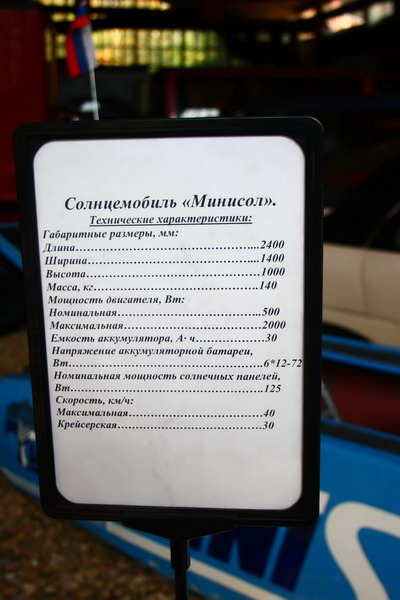 Солнцемобиль «Минисол».
Технические характеристики:
Габаритные размеры, мм:
Длина……………………………………...2400
Ширина…………………………………...1400
Высота……………………………………1000
Масса, кг…………………………………..140
Мощность двигателя, Вт:
Номинальная………………………………500
Максимальная……………………………2000
Емкость аккумулятора, А· ч……………30
Напряжение аккумуляторной батареи,
Вт…………………………………………..6*12-72
Номинальная мощность солнечных панелей,
Вт…………………………………………125
Скорость, км/ч:
Максимальная……………………………40
Крейсерская………………………………30